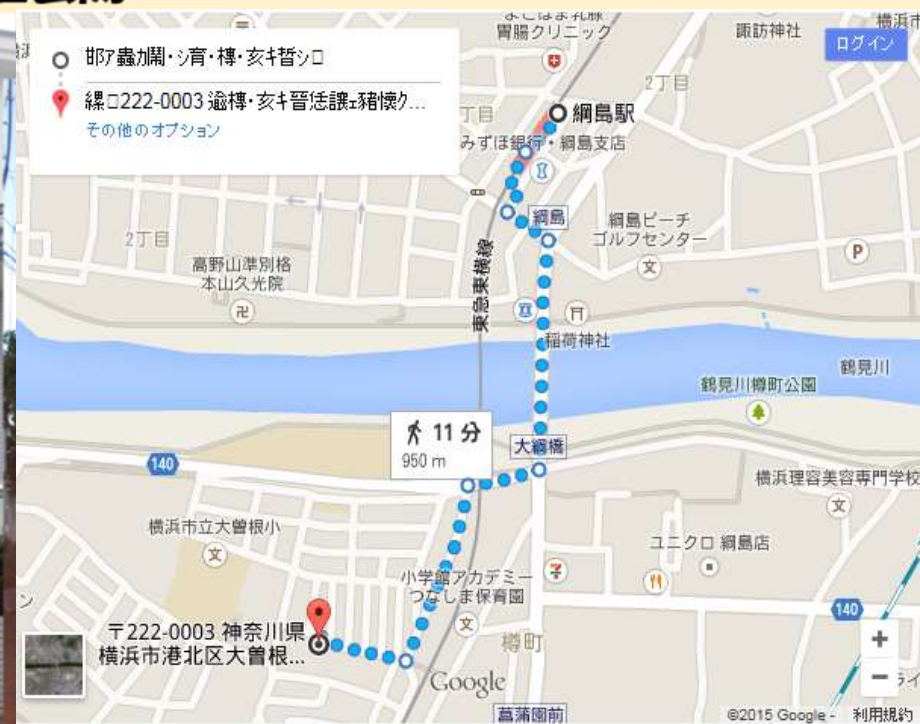 まこはま乳腺
胃腸クリニック
諏訪神社
横浜市
ログイン
その他のオプション
2丁目
丁目
綱島駅
みずほ銀行・綱島支店
綱島
綱島ピーチ
ゴルフセンター
P
2丁目
高野山準別格
本山久光院
東急東横線
稲荷神社
鶴見川
鶴見川樽町公園
11 分
950 m
大綱橋
140
横浜理容美容専門学校
横浜市立大曽根小
ユニクロ 綱島店
小学館アカデミー
つなしま保育園
140
〒222-0003 神奈川県
横浜市港北区大曽根...
樽町
Google
菖蒲園前
©2015 Google -
利用規約